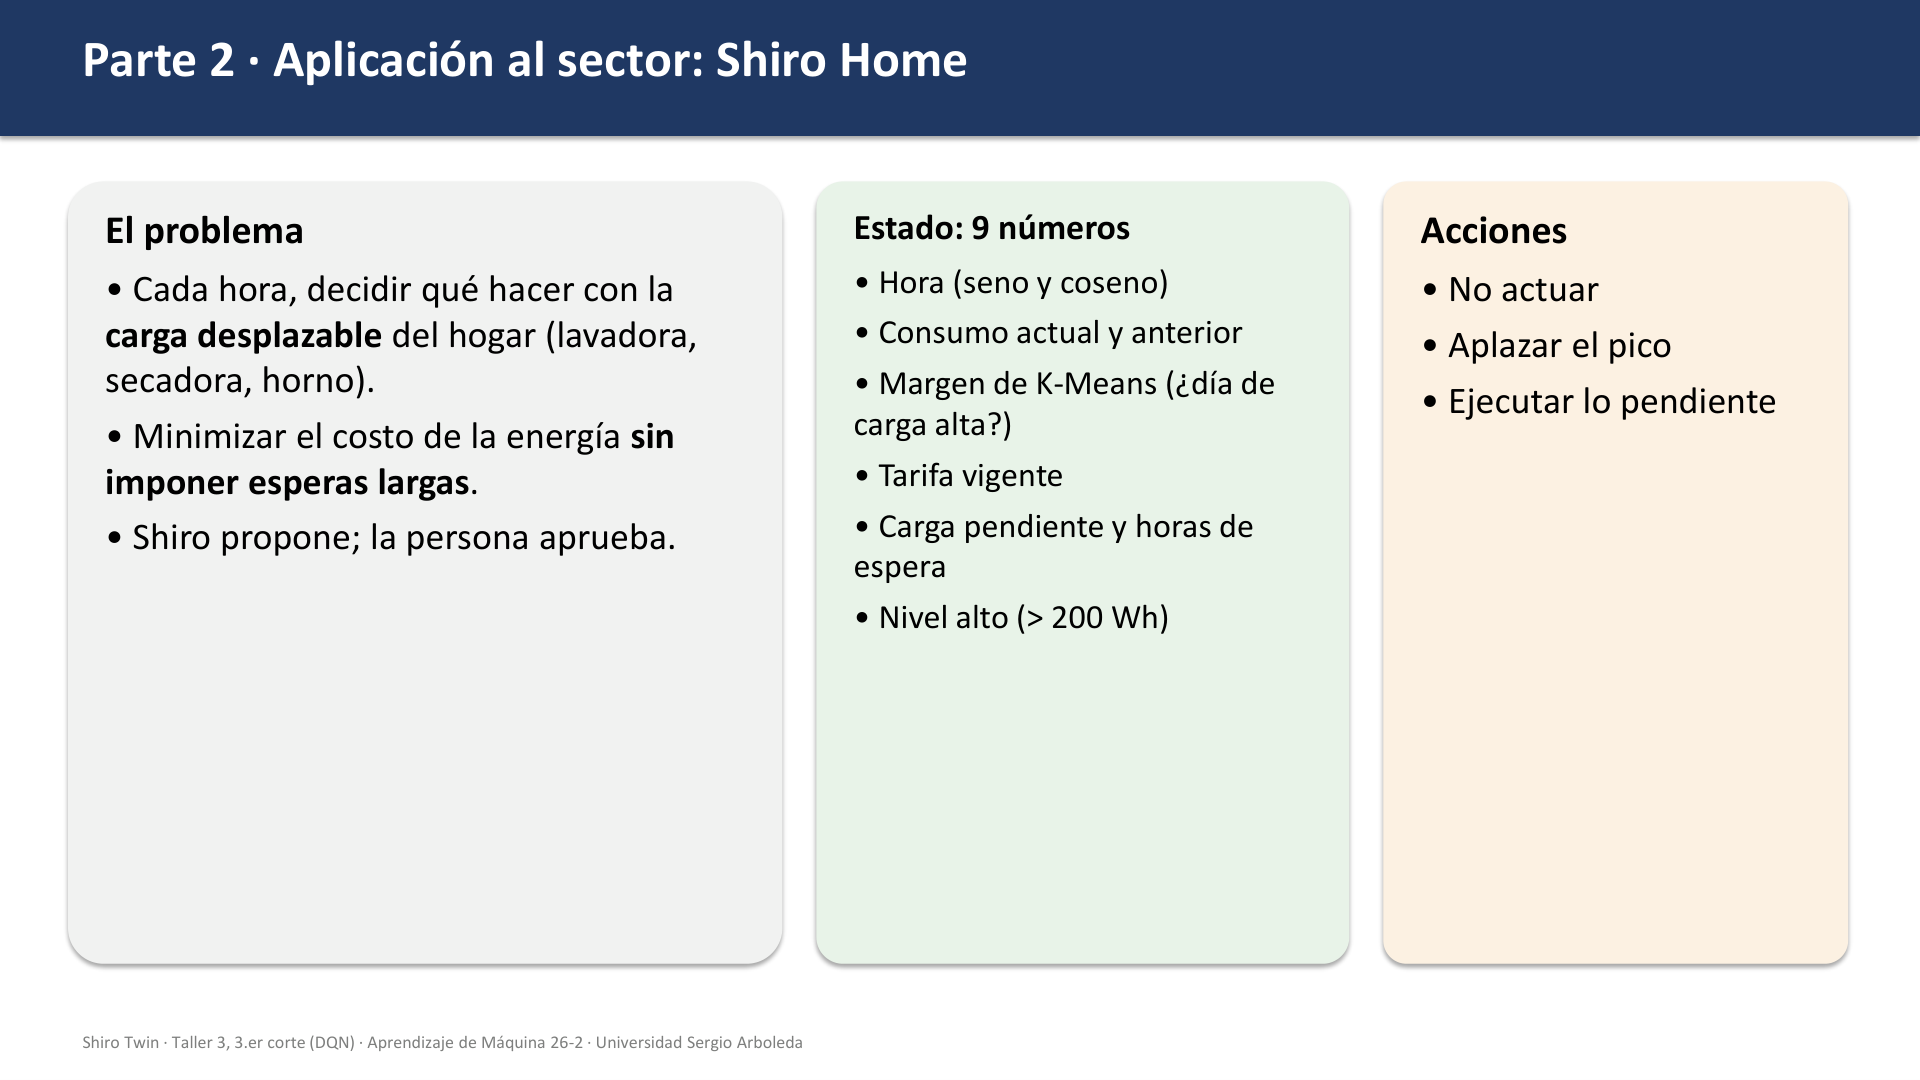 Parte 2 · Aplicación al sector: Shiro Home
El problema
• Cada hora, decidir qué hacer con la
carga desplazable del hogar (lavadora,
secadora, horno).
• Minimizar el costo de la energía sin
imponer esperas largas.
• Shiro propone; la persona aprueba.
Estado: 9 números
• Hora (seno y coseno)
• Consumo actual y anterior
• Margen de K-Means (¿día de
carga alta?)
• Tarifa vigente
• Carga pendiente y horas de
espera
• Nivel alto (> 200 Wh)
Acciones
• No actuar
• Aplazar el pico
• Ejecutar lo pendiente
Shiro Twin · Taller 3, 3.er corte (DQN) · Aprendizaje de Máquina 26-2 · Universidad Sergio Arboleda